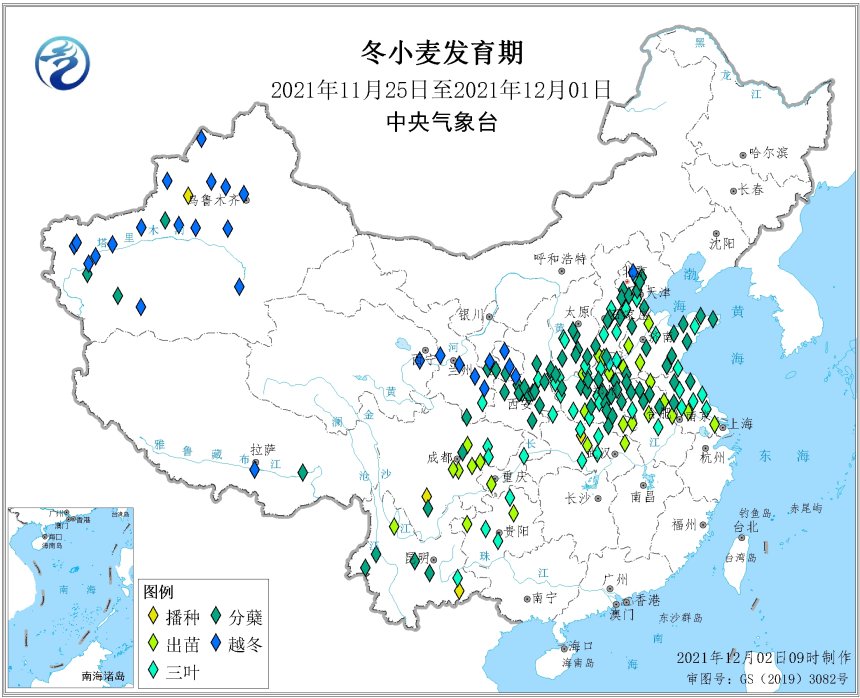 冬小麦发育期
2021年11月25日至2021年12月01日
中央气象台
黑
龙
江
哈尔滨
长春
沈阳
乌鲁木齐
塔
里
木
河
呼和浩特
北京
天津
渤
海
黄
海
银川
太原
黄
西宁
兰州
河
西安
黄
澜
金
雅
鲁
藏
布
江
拉萨
沧
沙
成都
重庆
长
武汉
江
南京
上海
杭州
东
海
长沙
南昌
贵阳
江
江
昆明
珠
江
福州
钓鱼岛
赤尾屿
台北
台湾岛
广州
香港
澳门
东沙群岛
南宁
海口
海南岛
南
海
广州
香港
澳门
台湾岛
海口
海南岛
南
海
南海诸岛
图例
播种
分蘖
出苗
越冬
三叶
2021年12月02日09时制作
审图号：GS（2019）3082号